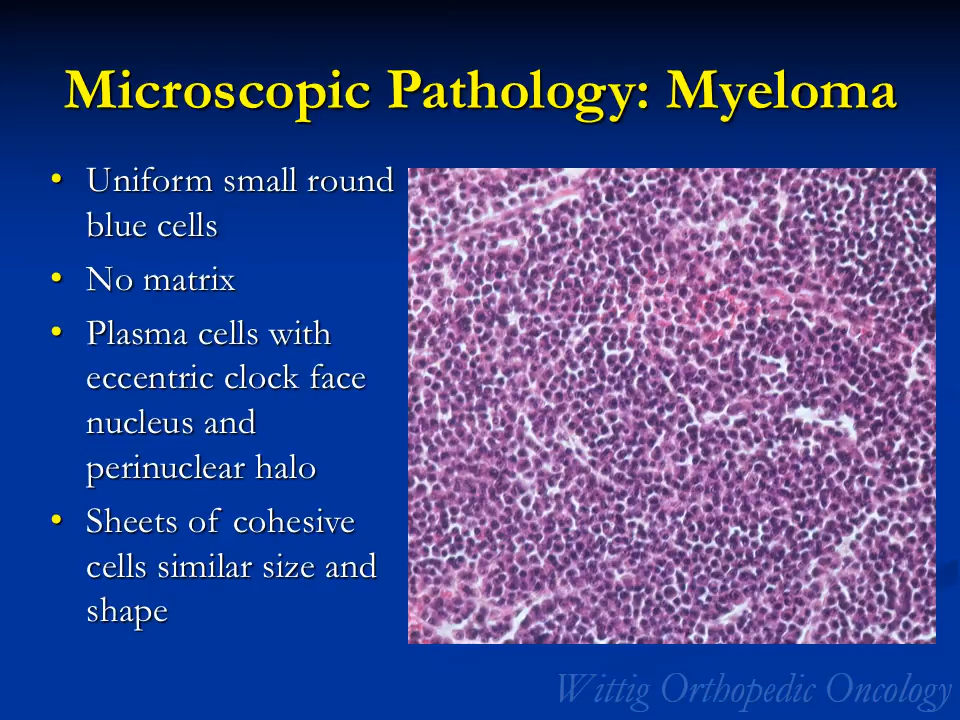 Microscopic Pathology: Myeloma
• Uniform small round
blue cells
• No matrix
• Plasma cells with
eccentric clock face
nucleus and
perinuclear halo
• Sheets of cohesive
cells similar size and
shape
Wittig Orthopedic Oncology